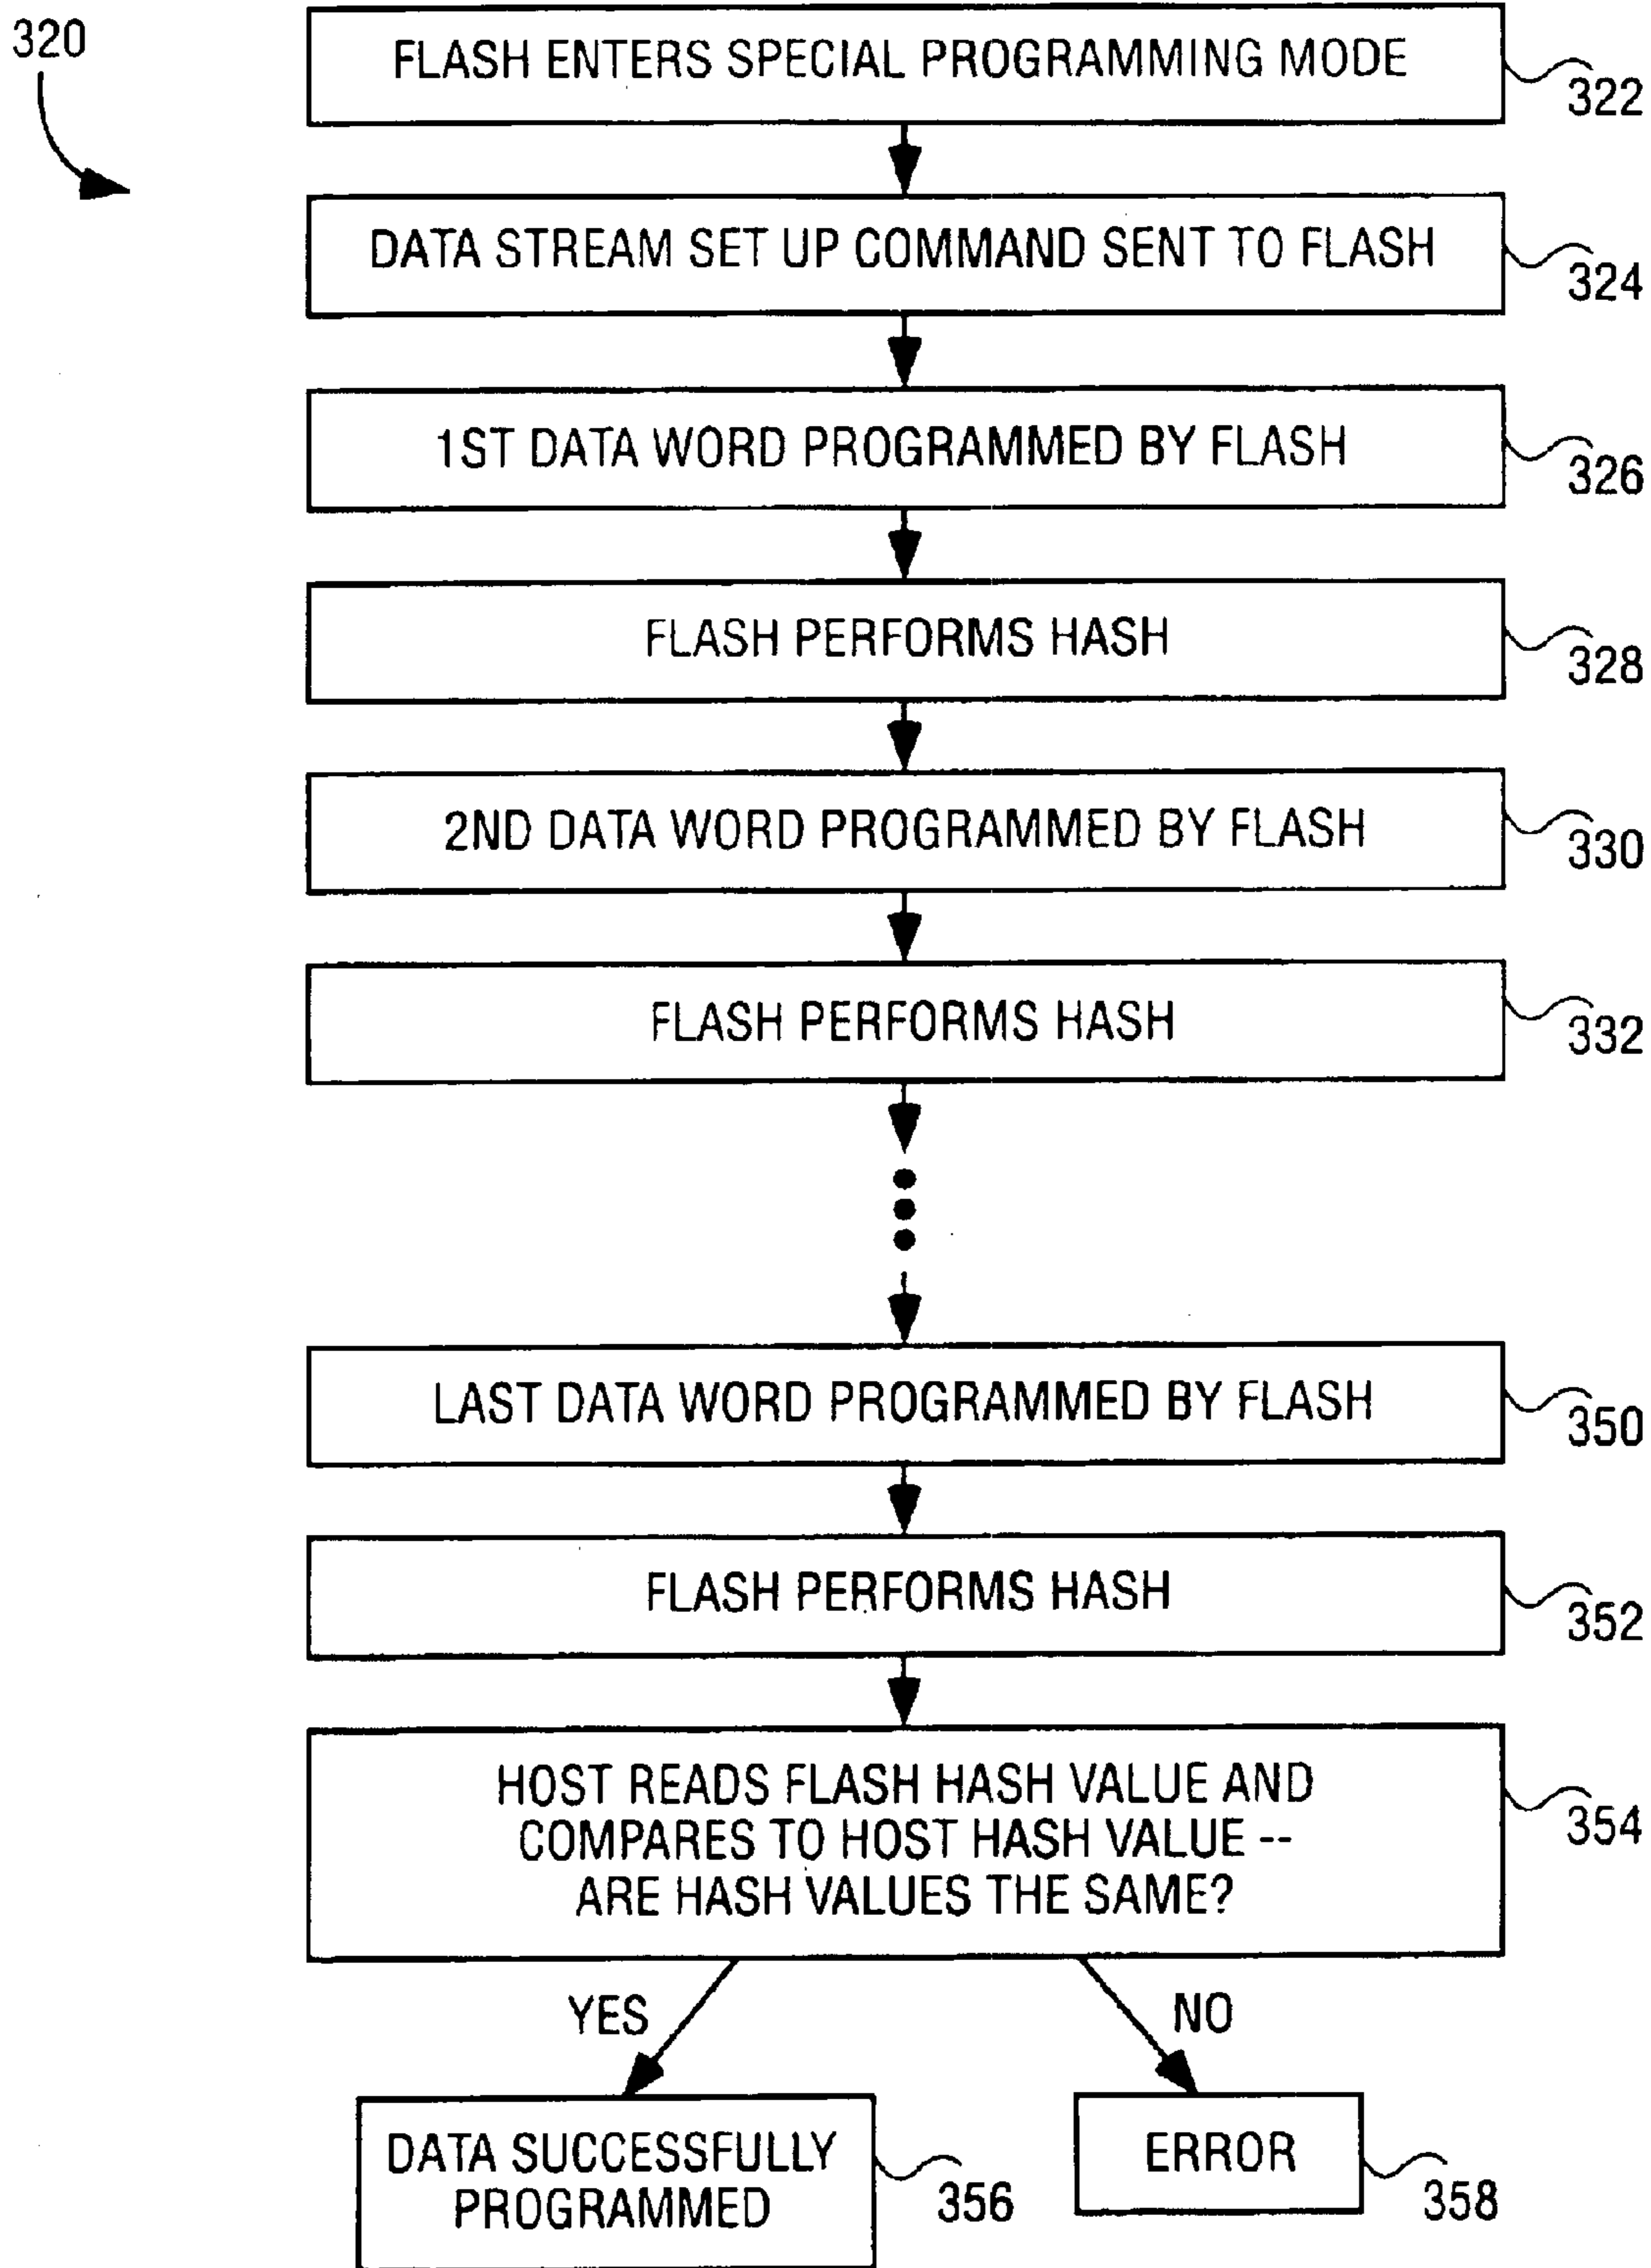 320
FLASH ENTERS SPECIAL PROGRAMMING MODE
322
DATA STREAM SET UP COMMAND SENT TO FLASH
324
1ST DATA WORD PROGRAMMED BY FLASH
326
FLASH PERFORMS HASH
328
2ND DATA WORD PROGRAMMED BY FLASH
330
FLASH PERFORMS HASH
332
LAST DATA WORD PROGRAMMED BY FLASH
350
FLASH PERFORMS HASH
352
HOST READS FLASH HASH VALUE AND
COMPARES TO HOST HASH VALUE --
ARE HASH VALUES THE SAME?
354
YES
NO
DATA SUCCESSFULLY
PROGRAMMED
356
ERROR
358